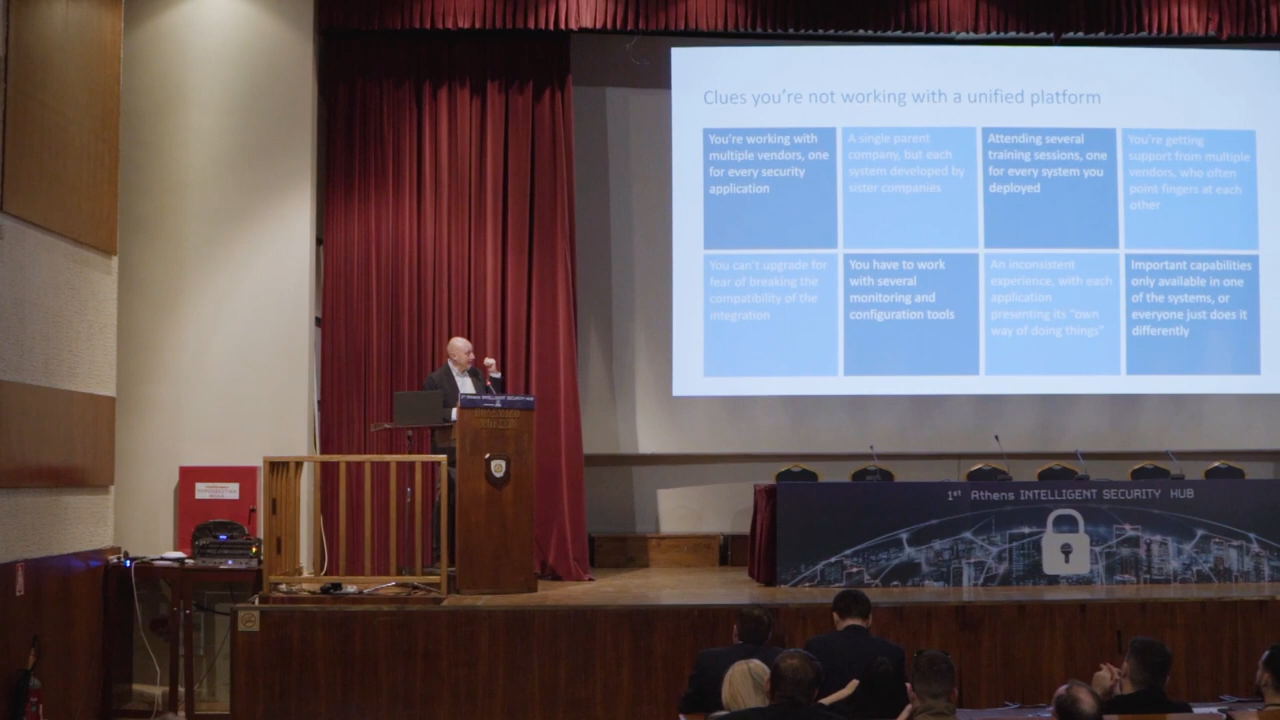 Clues you're not working with a unified platform
You're working with
multiple vendors, one
for every security
application
A single parent
company, but each
system developed by
sister companies
Attending several
training sessions, one
for every system you
deployed
You're getting
support from multiple
vendors, who often
point fingers at each
other
You can't upgrade for
fear of breaking the
compatibility of the
integration
You have to work
with several
monitoring and
configuration tools
An inconsistent
experience, with each
application
presenting its "own
way of doing things"
Important capabilities
only available in one
of the systems, or
everyone just does it
differently
1st Athens INTELLIGENT SECURITY HUB
1st Athens INTELLIGENT SECURITY HUB